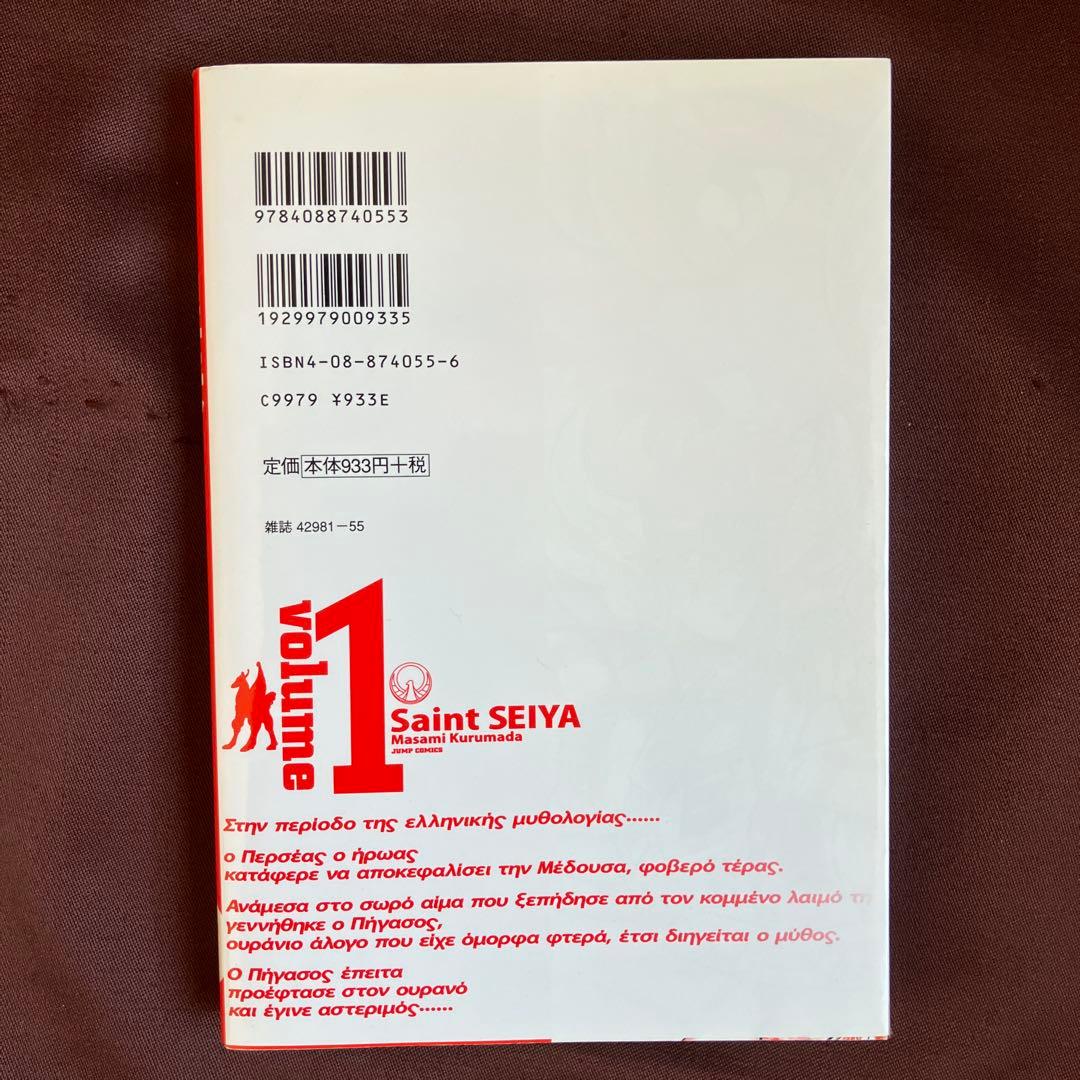 9784088740553
1929979009335
ISBN4-08-874055-6
C9979 ¥933E
定価本体933円+税
雑誌 42981-55
volume
1
Saint SEIYA
Masami Kurumada
JUMP COMICS
Στην περίοδο της ελληνικής μυθολογίας……
ο Περσέας ο ήρωας
κατάφερε να αποκεφαλίσει την Μέδουσα, φοβερό τέρας.
Ανάμεσα στο σωρό αίμα που ξεπήδησε από τον κομμένο λαιμό τη
γεννήθηκε ο Πήγασος,
ουράνιο άλογο που είχε όμορφα φτερά, έτσι διηγείται ο μύθος.
Ο Πήγασος έπειτα
προέφτασε στον ουρανό
και έγινε αστεριμός……